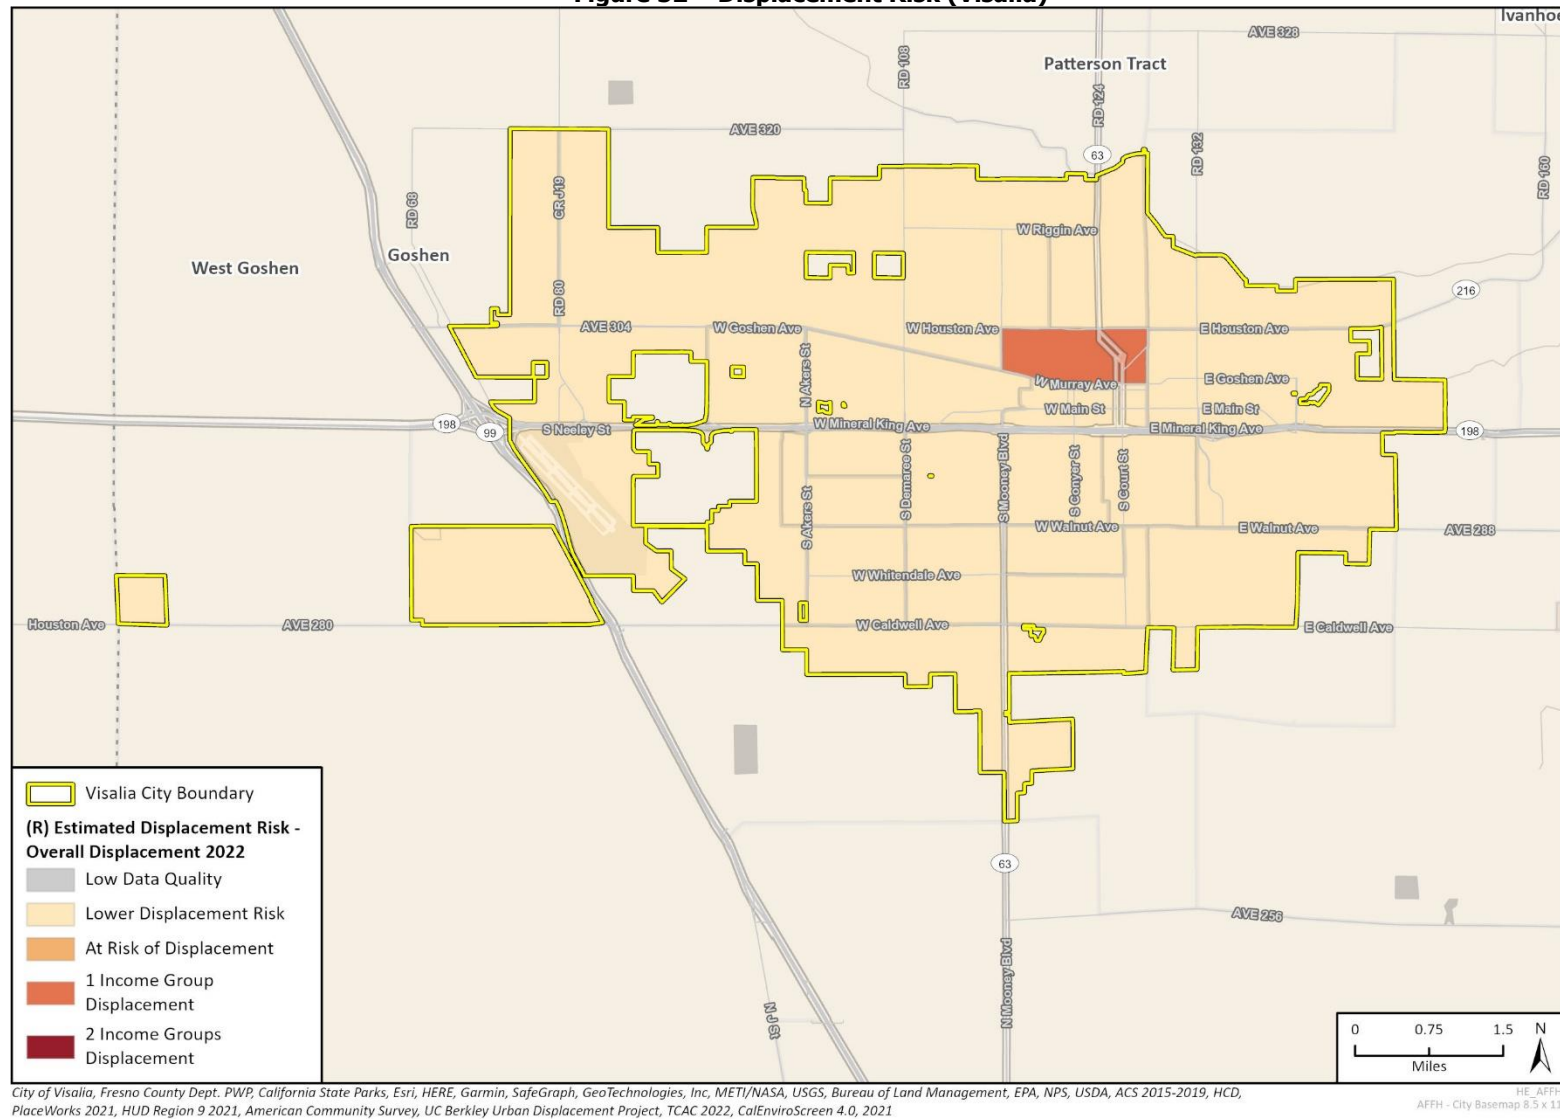 Ivanhoe
AVE 328
Patterson Tract
RD 108
RD 124
AVE 320
63
RD 132
RD 160
CR J19
RD 68
W Riggin Ave
Goshen
West Goshen
216
RD 80
AVE 304
W Goshen Ave
W Houston Ave
E Houston Ave
N Akers St
W Murray Ave
E Goshen Ave
W Main St
E Main St
198
99
S Neeley St
W Mineral King Ave
E Mineral King Ave
198
S Akers St
S Demaree St
S Mooney Blvd
S Conyer St
S Court St
W Walnut Ave
E Walnut Ave
AVE 288
W Whitendale Ave
Houston Ave
AVE 280
W Caldwell Ave
E Caldwell Ave
63
AVE 256
N Mooney Blvd
N J St
Visalia City Boundary
(R) Estimated Displacement Risk -
Overall Displacement 2022
Low Data Quality
Lower Displacement Risk
At Risk of Displacement
1 Income Group
Displacement
2 Income Groups
Displacement
0 0.75 1.5
Miles
N
City of Visalia, Fresno County Dept. PWP, California State Parks, Esri, HERE, Garmin, SafeGraph, GeoTechnologies, Inc, METI/NASA, USGS, Bureau of Land Management, EPA, NPS, USDA, ACS 2015-2019, HCD,
PlaceWorks 2021, HUD Region 9 2021, American Community Survey, UC Berkley Urban Displacement Project, TCAC 2022, CalEnviroScreen 4.0, 2021
HE_AFFH
AFFH - City Basemap 8.5 x 11